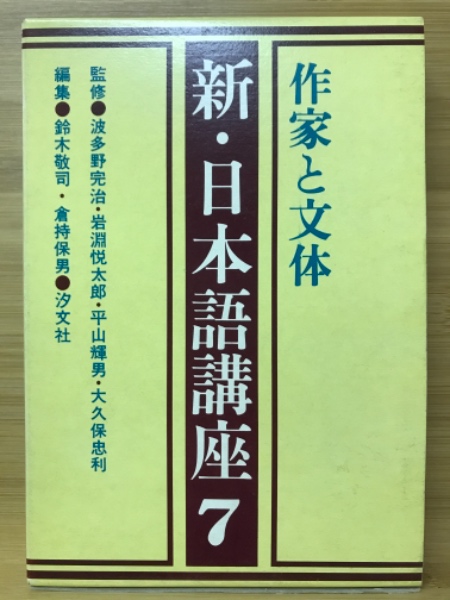 作家と文体
新・日本語講座7
監修●波多野完治・岩淵悦太郎・平山輝男・大久保忠利
編集●鈴木敬司・倉持保男●汐文社